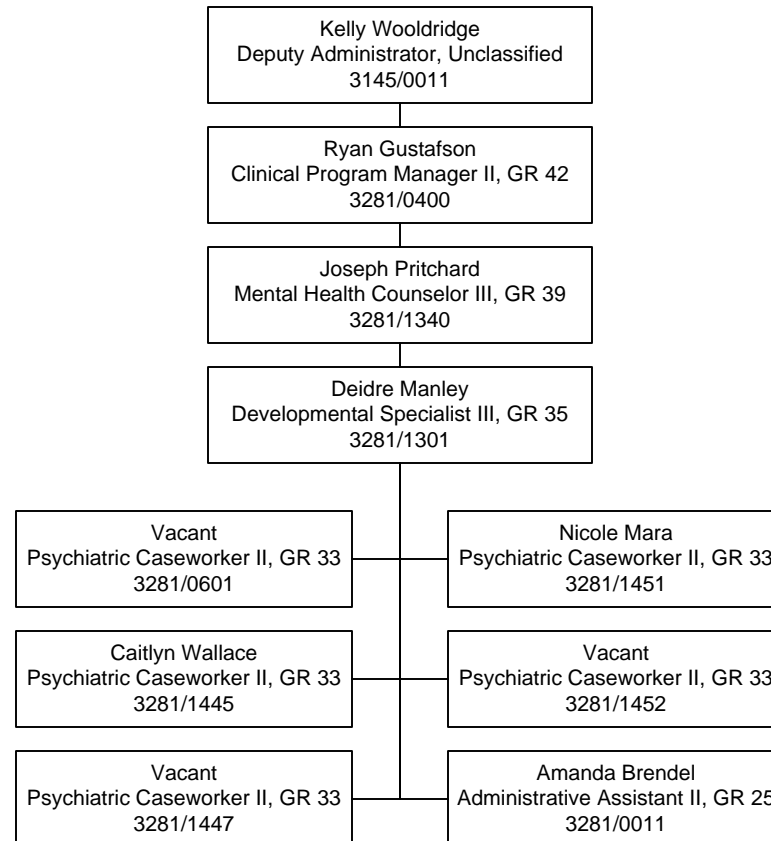 Kelly Wooldridge
Deputy Administrator, Unclassified
3145/0011
Ryan Gustafson
Clinical Program Manager II, GR 42
3281/0400
Joseph Pritchard
Mental Health Counselor III, GR 39
3281/1340
Deidre Manley
Developmental Specialist III, GR 35
3281/1301
Vacant
Psychiatric Caseworker II, GR 33
3281/0601
Nicole Mara
Psychiatric Caseworker II, GR 33
3281/1451
Caitlyn Wallace
Psychiatric Caseworker II, GR 33
3281/1445
Vacant
Psychiatric Caseworker II, GR 33
3281/1452
Vacant
Psychiatric Caseworker II, GR 33
3281/1447
Amanda Brendel
Administrative Assistant II, GR 25
3281/0011